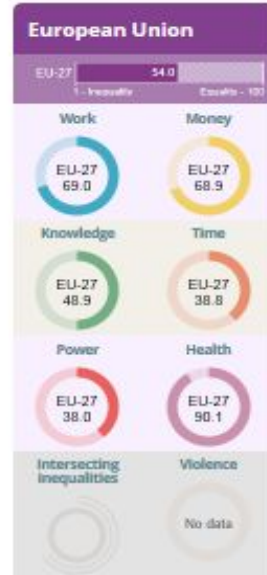 European Union
EU-27 54.0
1 - Inequality Equality - 100
Work Money
EU-27 EU-27
69.0 68.9
Knowledge Time
EU-27 EU-27
48.9 38.8
Power Health
EU-27 EU-27
38.0 90.1
Intersecting Violence
inequalities
No data